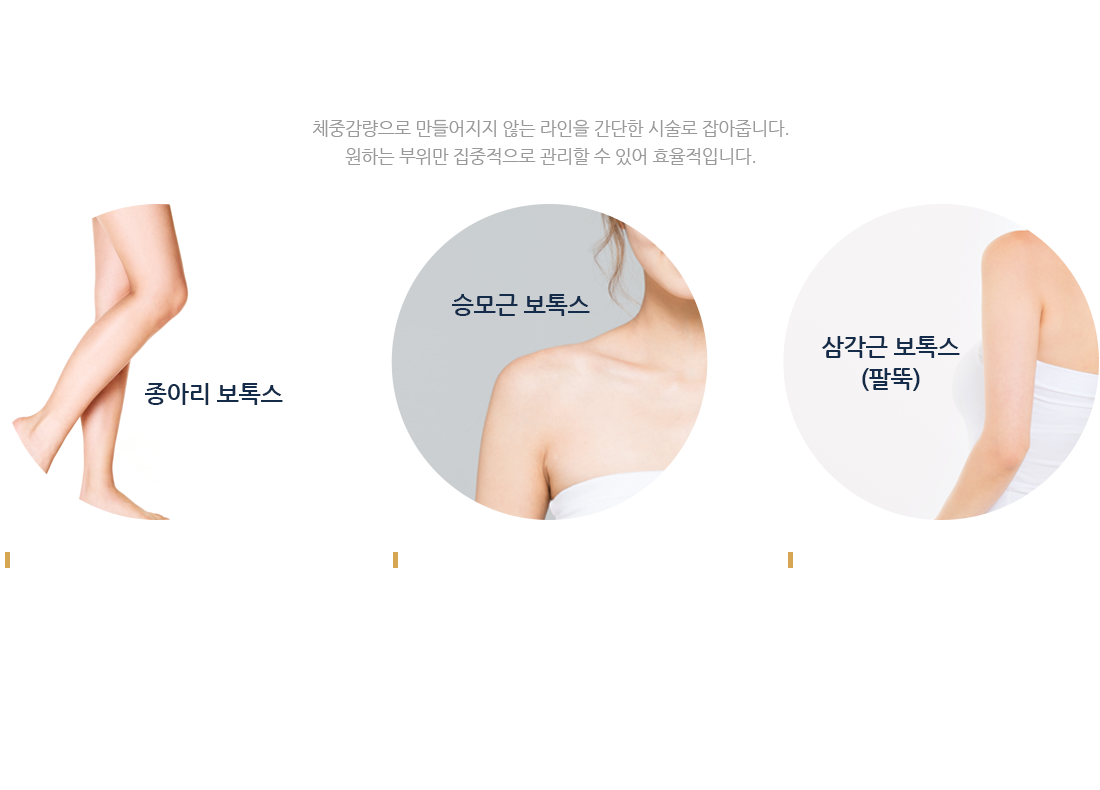 체중감량으로 만들어지지 않는 라인을 간단한 시술로 잡아줍니다.
원하는 부위만 집중적으로 관리할 수 있어 효율적입니다.
종아리 보톡스
승모근 보톡스
삼각근 보톡스
(팔뚝)